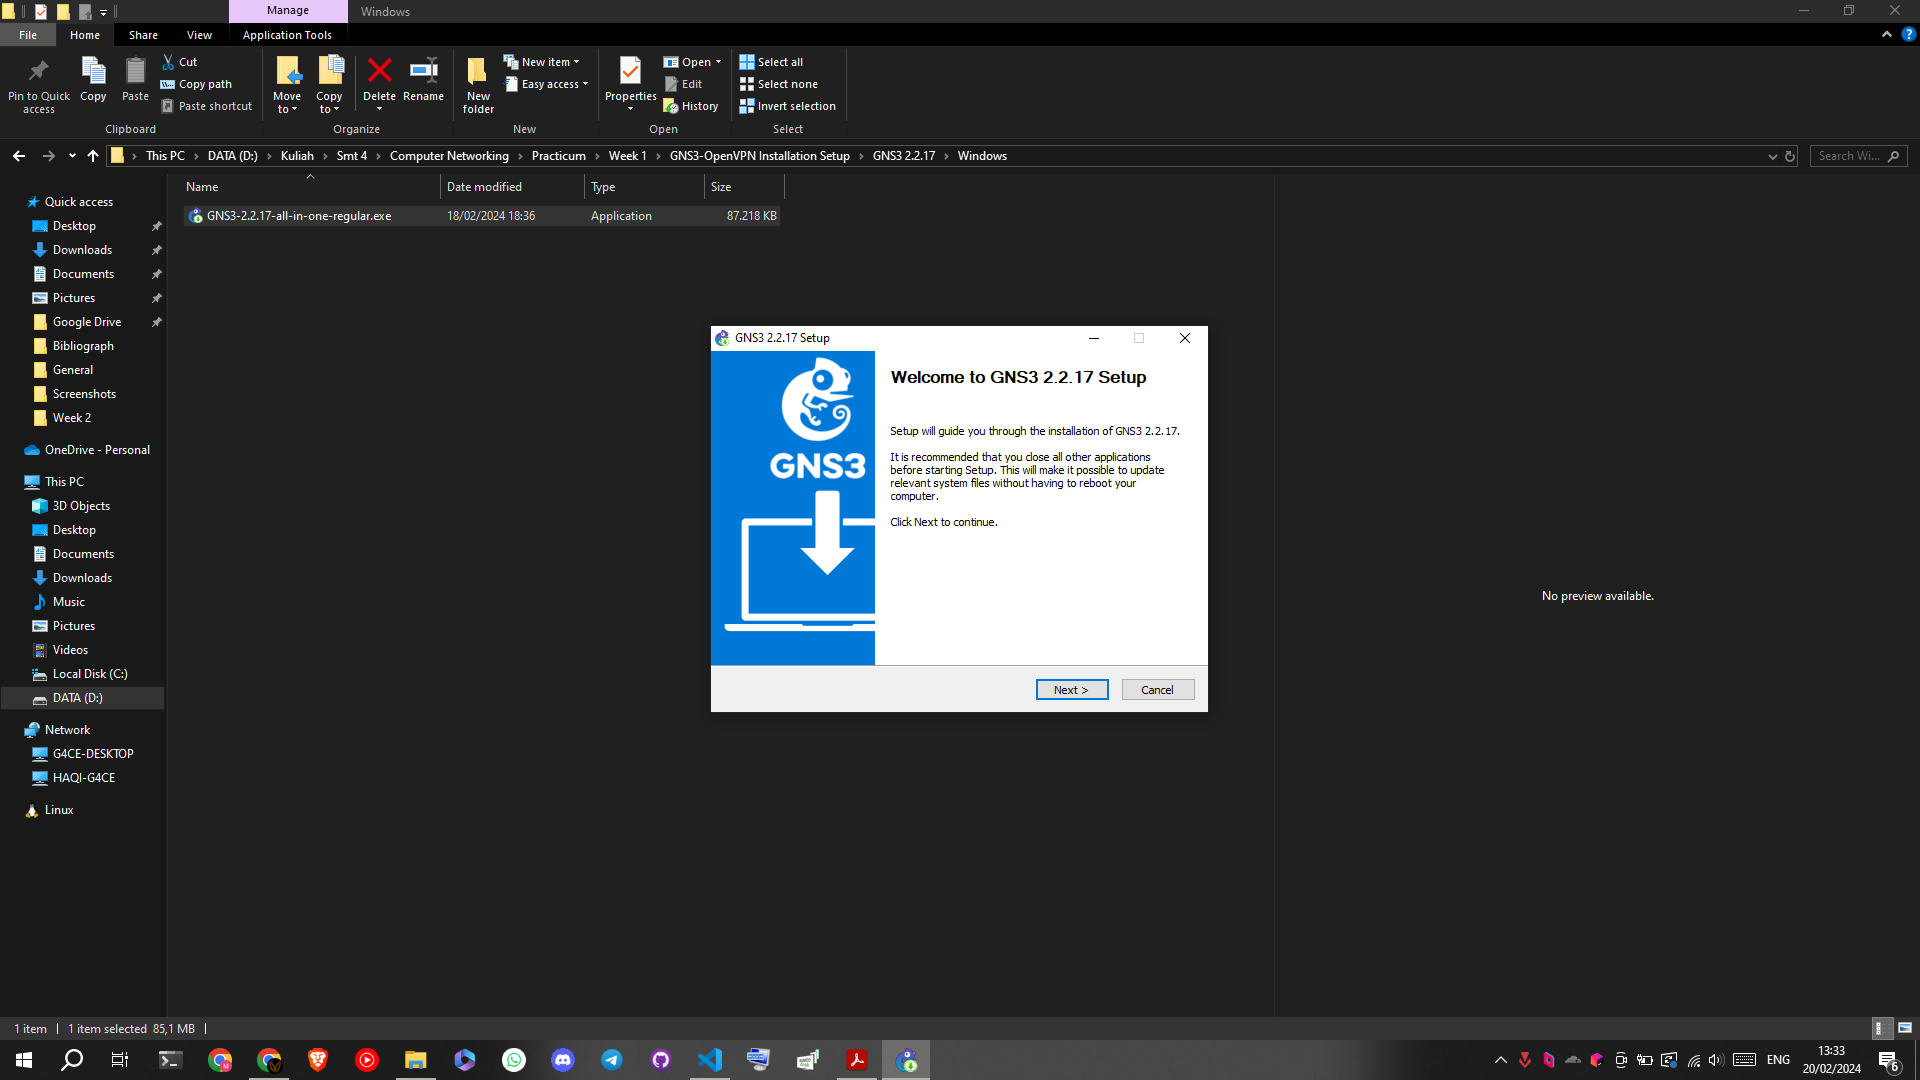 Manage
Windows
File
Home
Share
View
Application Tools
Pin to Quick access
Copy
Paste
Cut
Copy path
Paste shortcut
Clipboard
Move to
Copy to
Delete
Rename
Organize
New folder
New item
Easy access
New
Properties
Open
Edit
History
Open
Select all
Select none
Invert selection
Select
This PC > DATA (D:) > Kuliah > Smt 4 > Computer Networking > Practicum > Week 1 > GNS3-OpenVPN Installation Setup > GNS3 2.2.17 > Windows
Search Wi...
Name
Date modified
Type
Size
GNS3-2.2.17-all-in-one-regular.exe
18/02/2024 18:36
Application
87.218 KB
Quick access
Desktop
Downloads
Documents
Pictures
Google Drive
Bibliograph
General
Screenshots
Week 2
OneDrive - Personal
This PC
3D Objects
Desktop
Documents
Downloads
Music
Pictures
Videos
Local Disk (C:)
DATA (D:)
Network
G4CE-DESKTOP
HAQI-G4CE
Linux
GNS3 2.2.17 Setup
GNS3
Welcome to GNS3 2.2.17 Setup
Setup will guide you through the installation of GNS3 2.2.17.
It is recommended that you close all other applications
before starting Setup. This will make it possible to update
relevant system files without having to reboot your
computer.
Click Next to continue.
Next >
Cancel
No preview available.
1 item
1 item selected 85,1 MB
ENG
13:33
20/02/2024
6